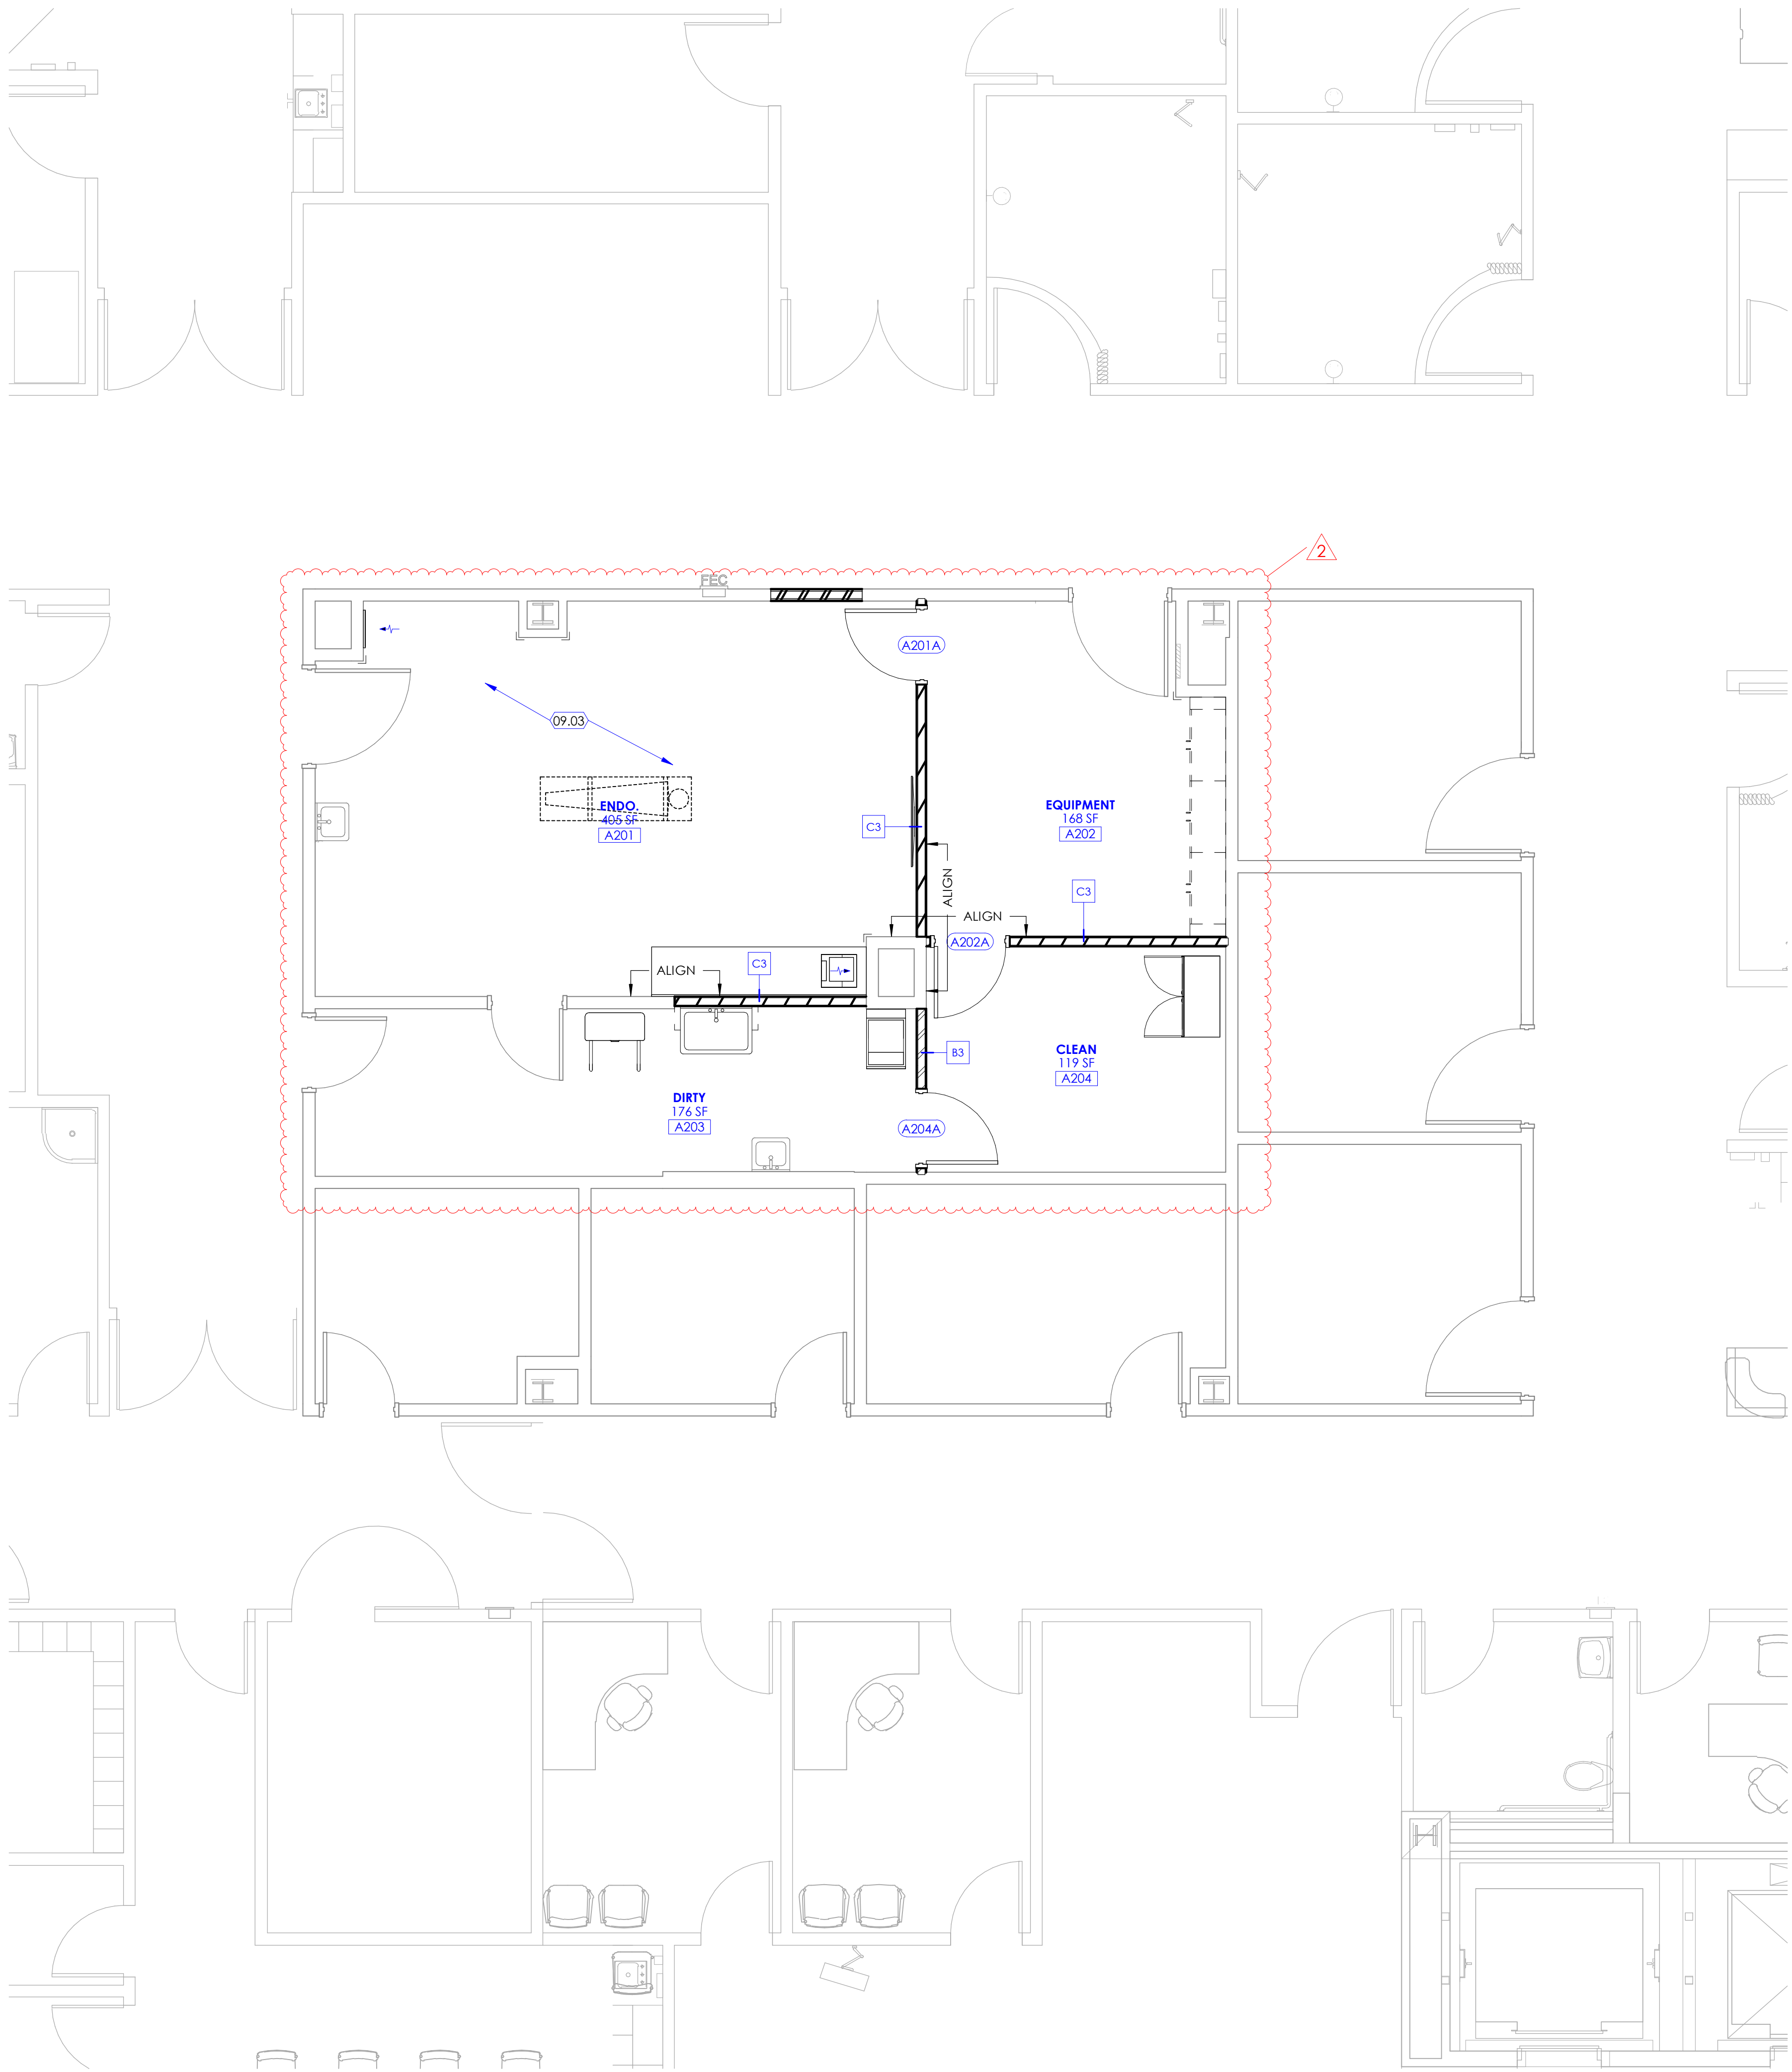 2
FEC
A201A
09.03
ENDO.
405 SF
A201
EQUIPMENT
168 SF
A202
C3
ALIGN
C3
ALIGN
A202A
C3
ALIGN
B3
CLEAN
119 SF
A204
DIRTY
176 SF
A203
A204A